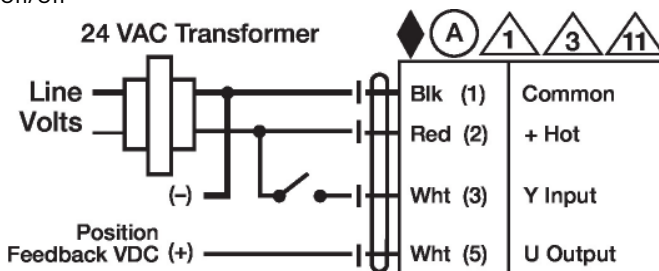 On/Off
24 VAC Transformer
A 1 3 11
Line
Volts
Blk (1) Common
Red (2) + Hot
(-)
Wht (3) Y Input
Position
Feedback VDC (+)
Wht (5) U Output